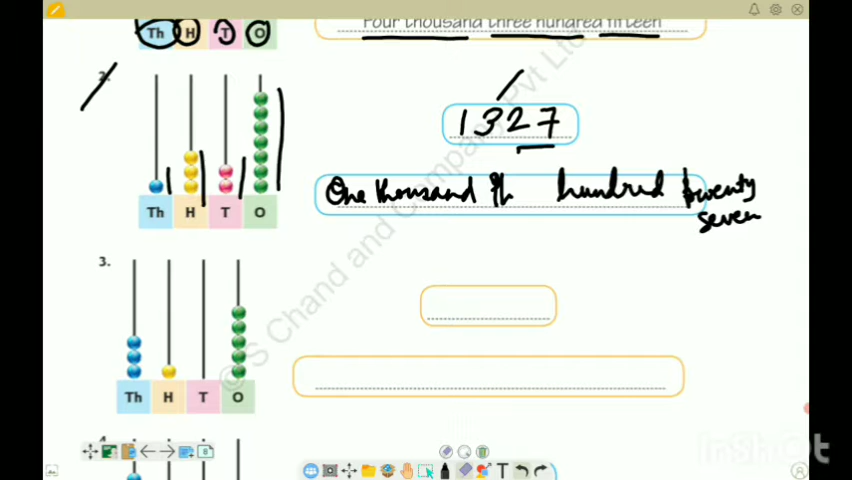 Four thousand three hundred fifteen
Th H T O
2.
1327
One thousand th hundred twenty
seven
Th H T O
3.
Th H T O
4.
© S Chand and Company Pvt Ltd
InShOt